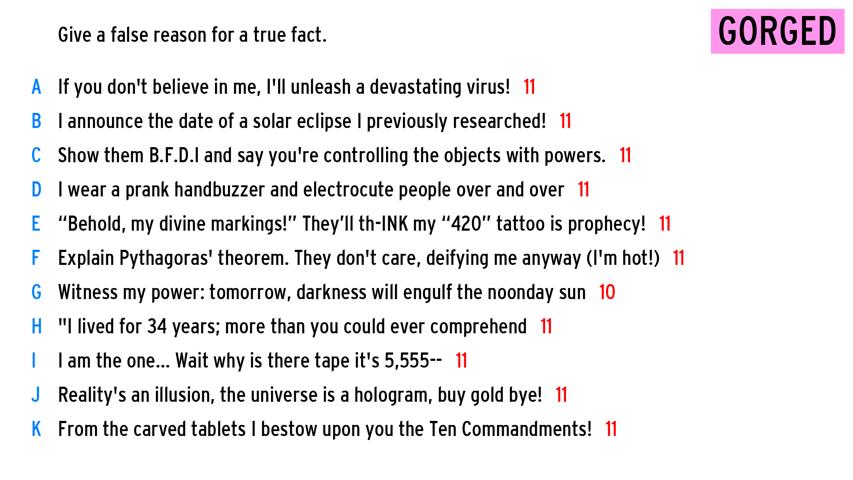 Give a false reason for a true fact.
GORGED
A If you don't believe in me, I'll unleash a devastating virus! 11
B I announce the date of a solar eclipse I previously researched! 11
C Show them B.F.D.I and say you're controlling the objects with powers. 11
D I wear a prank handbuzzer and electrocute people over and over 11
E “Behold, my divine markings!” They’ll th-INK my “420” tattoo is prophecy! 11
F Explain Pythagoras' theorem. They don't care, deifying me anyway (I'm hot!) 11
G Witness my power: tomorrow, darkness will engulf the noonday sun 10
H "I lived for 34 years; more than you could ever comprehend 11
I I am the one... Wait why is there tape it's 5,555-- 11
J Reality's an illusion, the universe is a hologram, buy gold bye! 11
K From the carved tablets I bestow upon you the Ten Commandments! 11